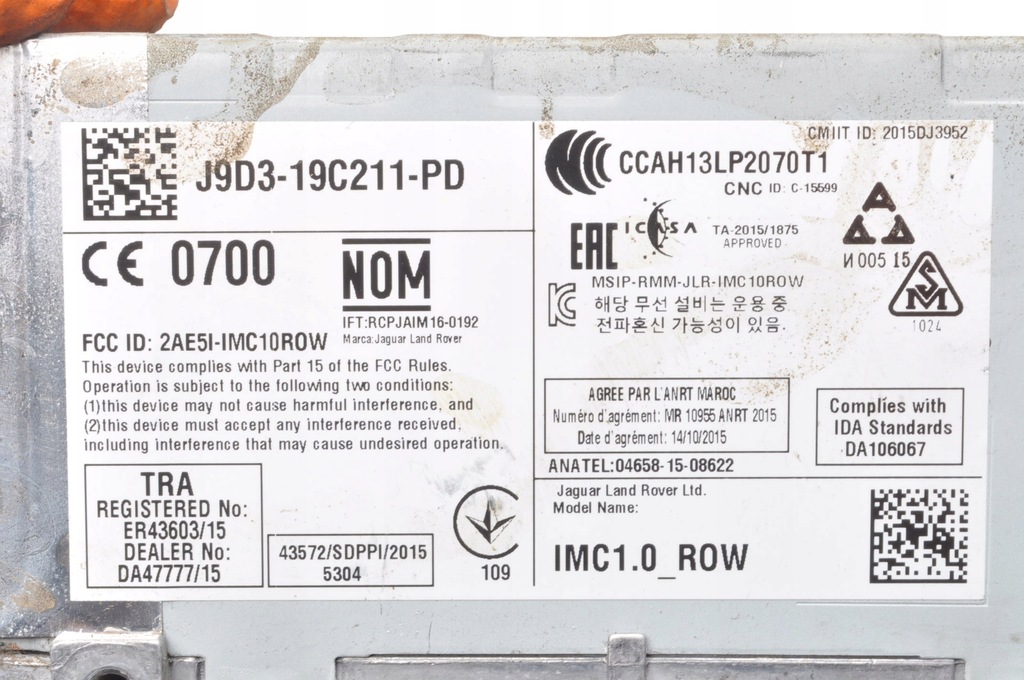 J9D3-19C211-PD
CE 0700
NOM
IFT:RCPJAIM16-0192
Marca: Jaguar Land Rover
FCC ID: 2AE5I-IMC10ROW
This device complies with Part 15 of the FCC Rules.
Operation is subject to the following two conditions:
(1)this device may not cause harmful interference, and
(2)this device must accept any interference received,
including interference that may cause undesired operation.
TRA
REGISTERED No:
ER43603/15
DEALER No:
DA47777/15
43572/SDPPI/2015
5304
109
CMIIT ID: 2015DJ3952
CCAH13LP2070T1
CNC ID: C-15599
EAC
ICASA
TA-2015/1875
APPROVED
И 005 15
MSIP-RMM-JLR-IMC10ROW
해당 무선 설비는 운용 중
전파혼신 가능성이 있음.
SM
1024
AGREE PAR L'ANRT MAROC
Numéro d'agrément: MR 10955 ANRT 2015
Date d'agrément: 14/10/2015
Complies with
IDA Standards
DA106067
ANATEL:04658-15-08622
Jaguar Land Rover Ltd.
Model Name:
IMC1.0_ROW